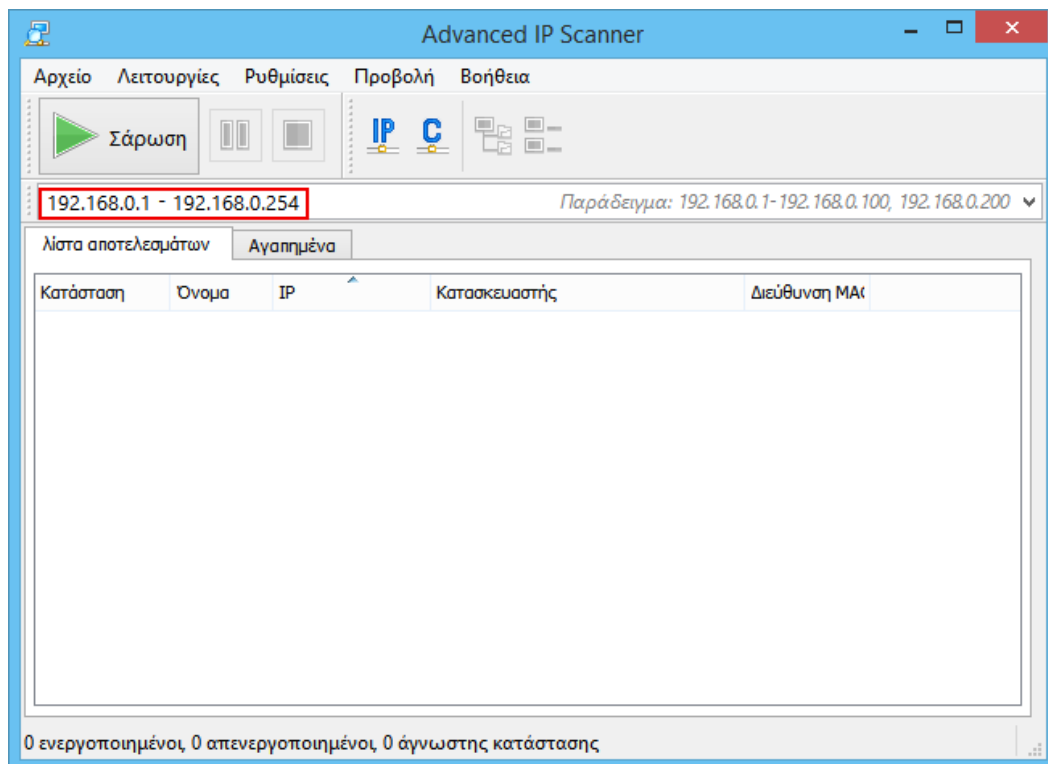 Advanced IP Scanner
Αρχείο Λειτουργίες Ρυθμίσεις Προβολή Βοήθεια
Σάρωση IP C
192.168.0.1 - 192.168.0.254 Παράδειγμα: 192.168.0.1-192.168.0.100, 192.168.0.200
λίστα αποτελεσμάτων Αγαπημένα
Κατάσταση Όνομα IP Κατασκευαστής Διεύθυνση MAC
0 ενεργοποιημένοι, 0 απενεργοποιημένοι, 0 άγνωστης κατάστασης